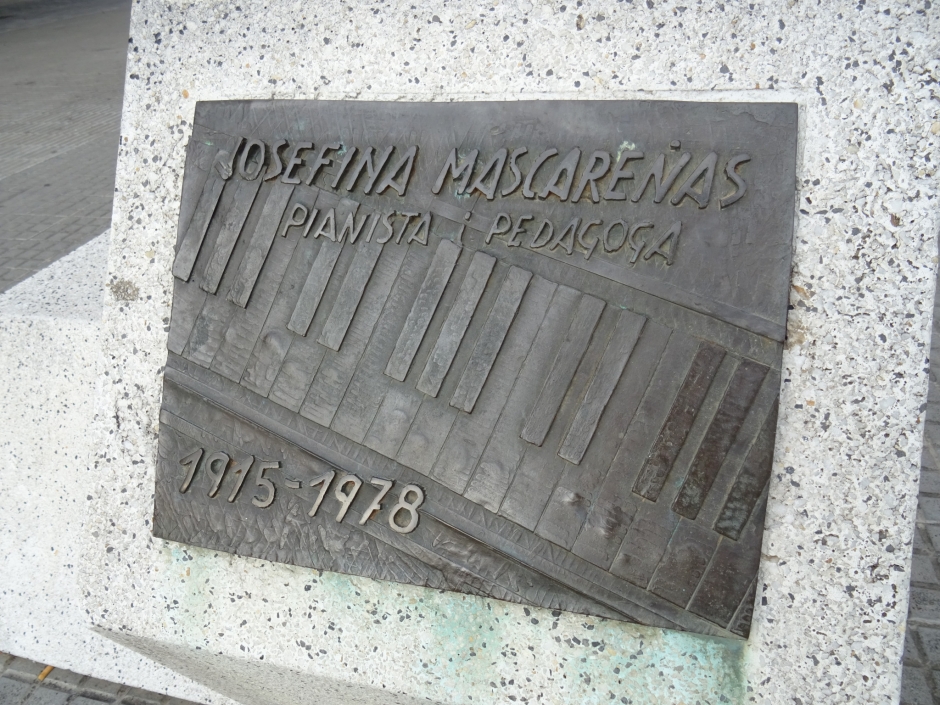 JOSEFINA MASCAREÑAS
PIANISTA i PEDAGOGA
1915-1978